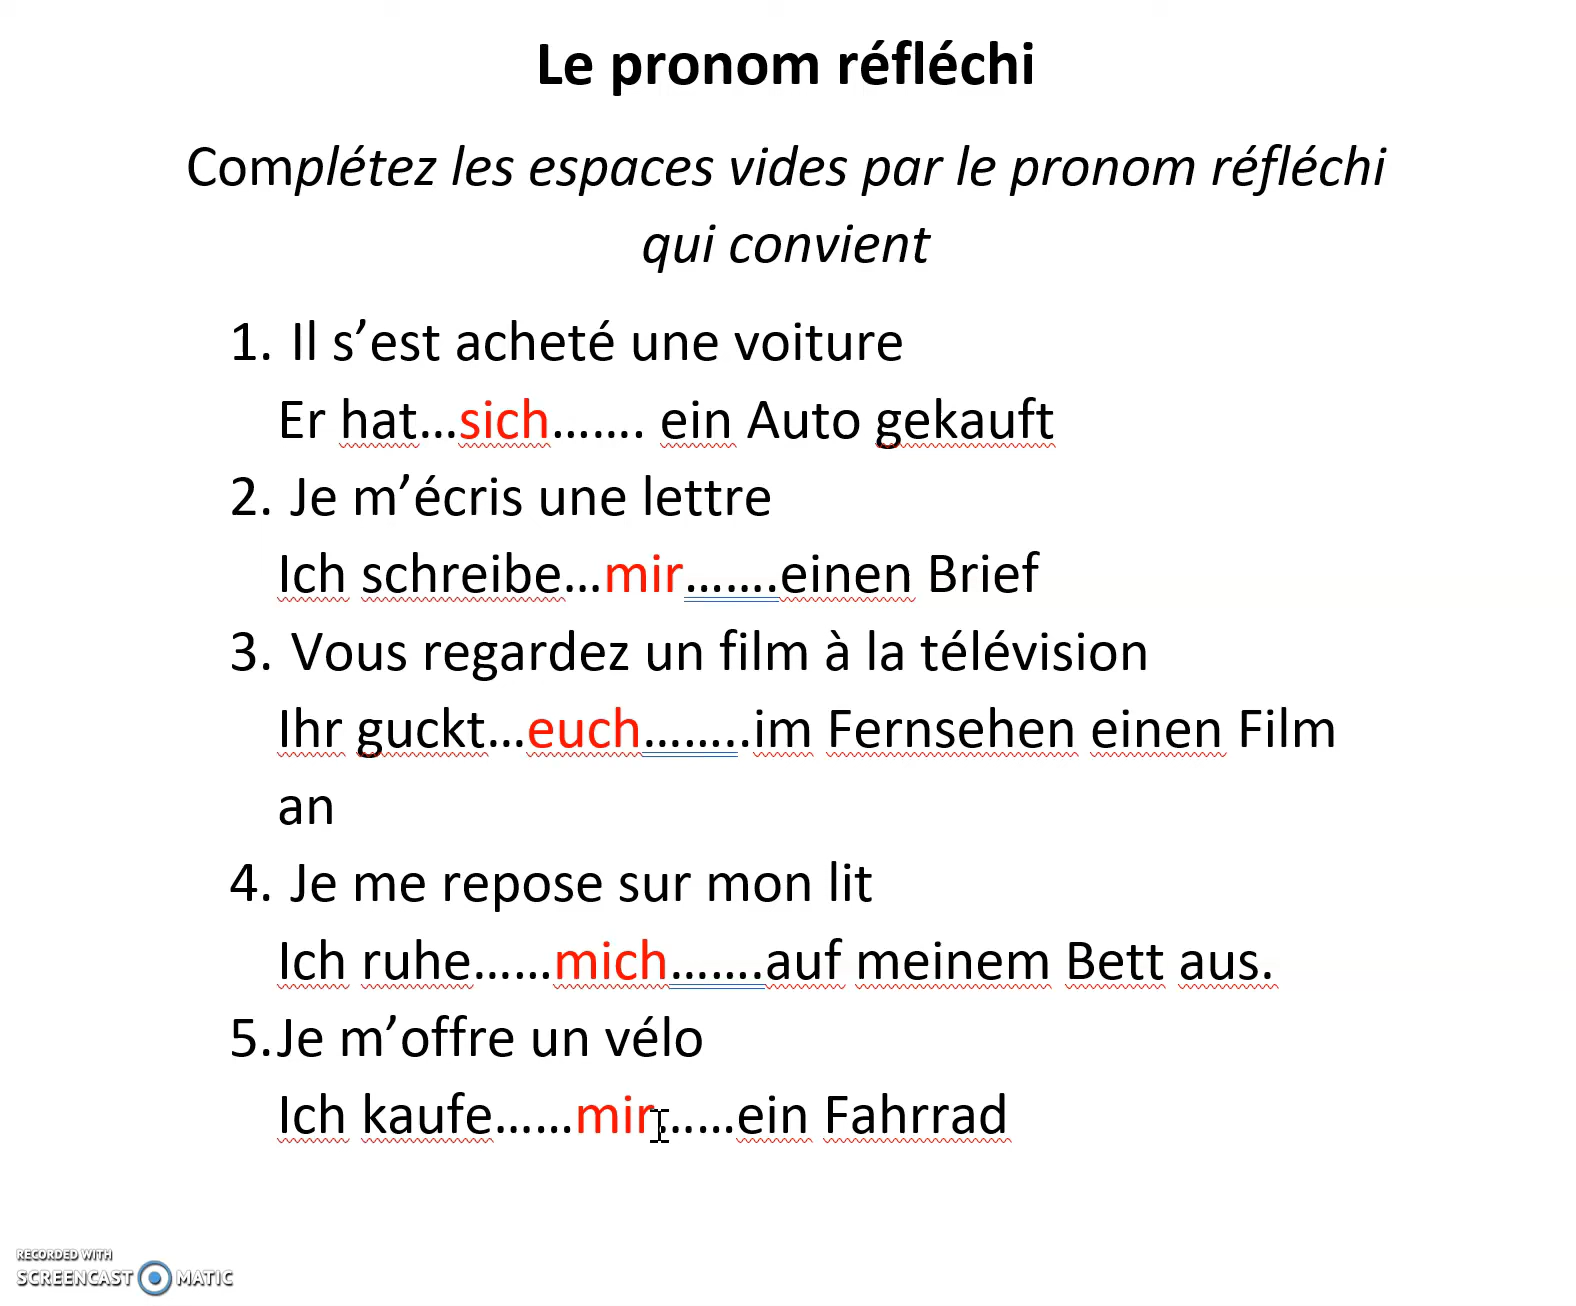 Le pronom réfléchi
Complétez les espaces vides par le pronom réfléchi
qui convient
1. Il s’est acheté une voiture
Er hat…sich……. ein Auto gekauft
2. Je m’écris une lettre
Ich schreibe…mir…….einen Brief
3. Vous regardez un film à la télévision
Ihr guckt…euch……..im Fernsehen einen Film
an
4. Je me repose sur mon lit
Ich ruhe……mich…….auf meinem Bett aus.
5. Je m’offre un vélo
Ich kaufe……mir……ein Fahrrad
RECORDED WITH
SCREENCAST MATIC